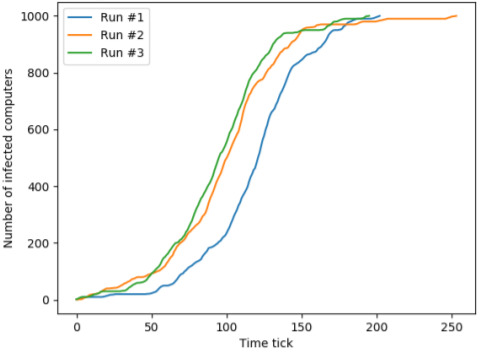 1000
800
600
400
200
0
Number of infected computers
Run #1
Run #2
Run #3
0 50 100 150 200 250
Time tick